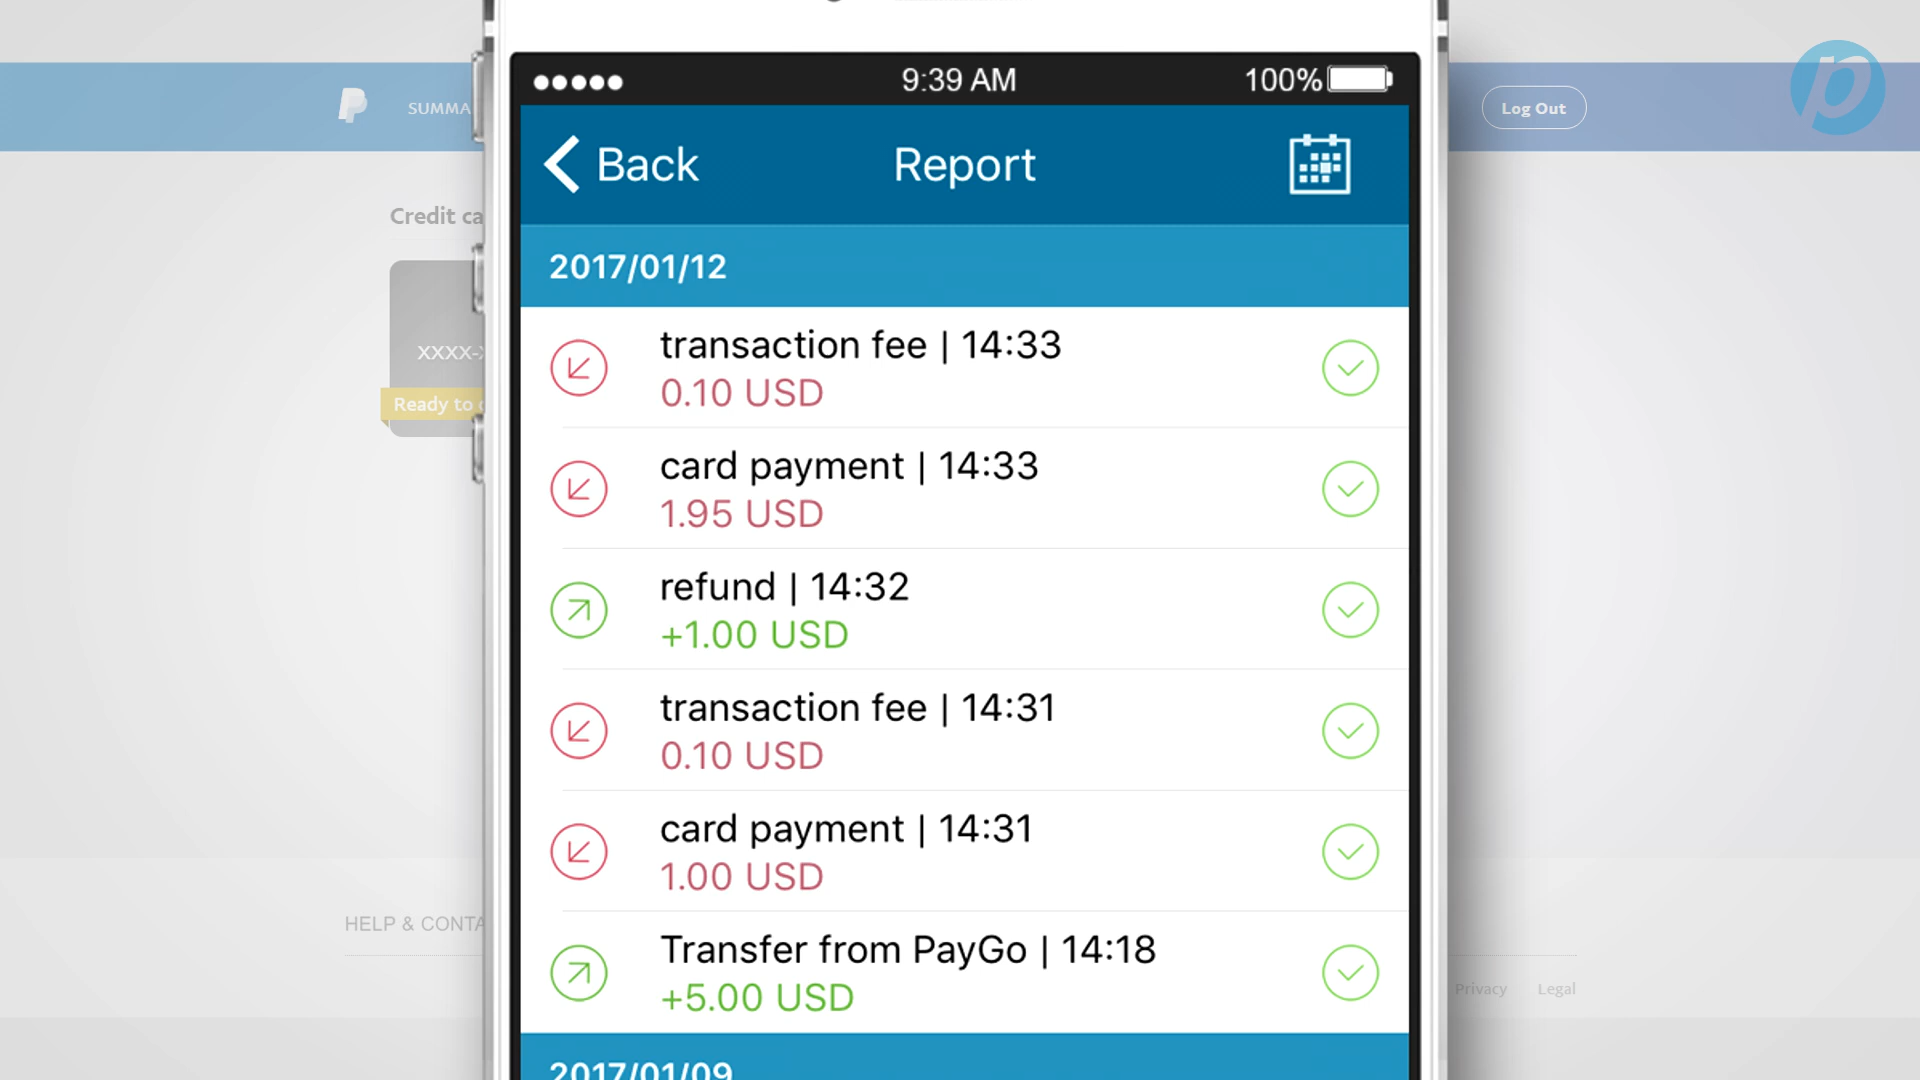 9:39 AM
100%
SUMMA
Log Out
Back
Report
Credit ca
2017/01/12
transaction fee | 14:33
0.10 USD
XXXX-X
card payment | 14:33
1.95 USD
Ready to
refund | 14:32
+1.00 USD
transaction fee | 14:31
0.10 USD
card payment | 14:31
1.00 USD
HELP & CONTA
Transfer from PayGo | 14:18
+5.00 USD
Privacy
Legal
2017/01/09